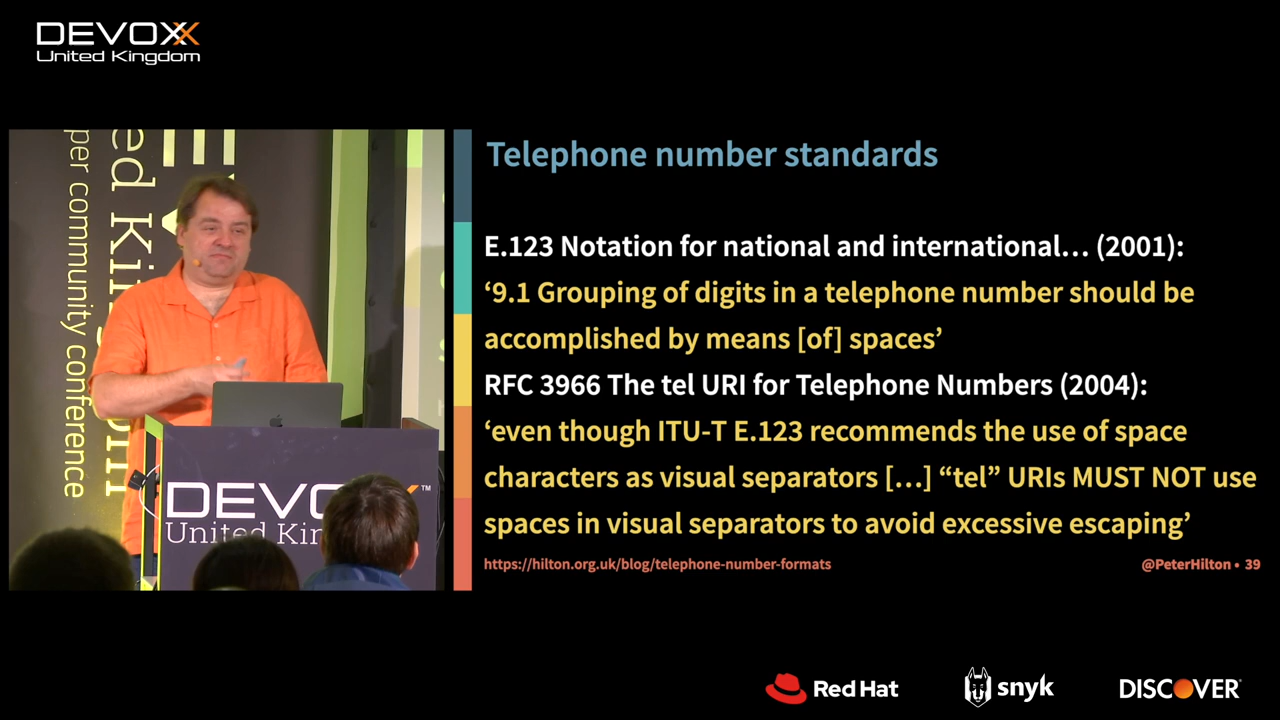 DEVOXX
United Kingdom
Telephone number standards
E.123 Notation for national and international… (2001):
‘9.1 Grouping of digits in a telephone number should be
accomplished by means [of] spaces’
RFC 3966 The tel URI for Telephone Numbers (2004):
‘even though ITU-T E.123 recommends the use of space
characters as visual separators […] “tel” URIs MUST NOT use
spaces in visual separators to avoid excessive escaping’
https://hilton.org.uk/blog/telephone-number-formats
@PeterHilton • 39
per community conference
ed Ki
DEVO ™
United Kin
Red Hat
snyk
DISCOVER